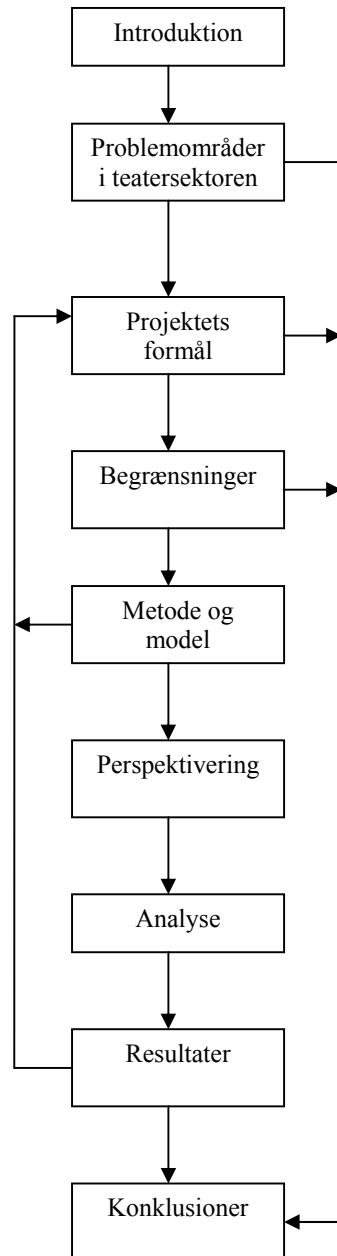 Introduktion
Problemområder
i teatersektoren
Projektets
formål
Begrænsninger
Metode og
model
Perspektivering
Analyse
Resultater
Konklusioner